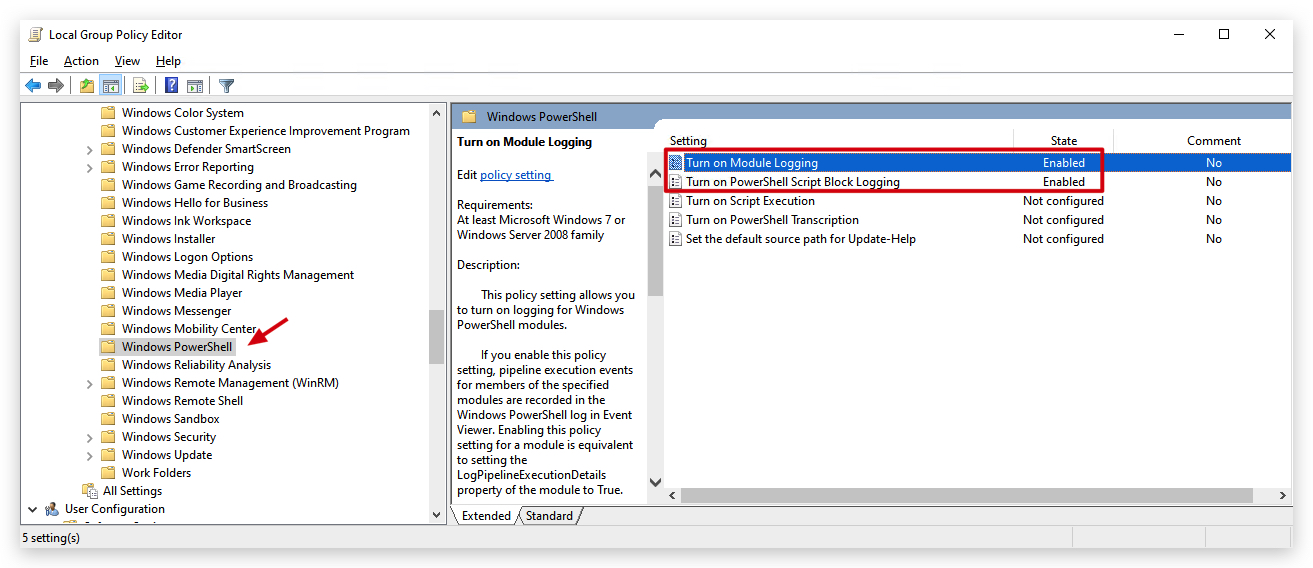 Local Group Policy Editor
File Action View Help
Windows Color System
Windows Customer Experience Improvement Program
Windows Defender SmartScreen
Windows Error Reporting
Windows Game Recording and Broadcasting
Windows Hello for Business
Windows Ink Workspace
Windows Installer
Windows Logon Options
Windows Media Digital Rights Management
Windows Media Player
Windows Messenger
Windows Mobility Center
Windows PowerShell
Windows Reliability Analysis
Windows Remote Management (WinRM)
Windows Remote Shell
Windows Sandbox
Windows Security
Windows Update
Work Folders
All Settings
User Configuration
Windows PowerShell
Turn on Module Logging
Edit policy setting
Requirements:
At least Microsoft Windows 7 or
Windows Server 2008 family
Description:
This policy setting allows you
to turn on logging for Windows
PowerShell modules.
If you enable this policy
setting, pipeline execution events
for members of the specified
modules are recorded in the
Windows PowerShell log in Event
Viewer. Enabling this policy
setting for a module is equivalent
to setting the
LogPipelineExecutionDetails
property of the module to True.
Setting State Comment
Turn on Module Logging Enabled No
Turn on PowerShell Script Block Logging Enabled No
Turn on Script Execution Not configured No
Turn on PowerShell Transcription Not configured No
Set the default source path for Update-Help Not configured No
Extended Standard
5 setting(s)